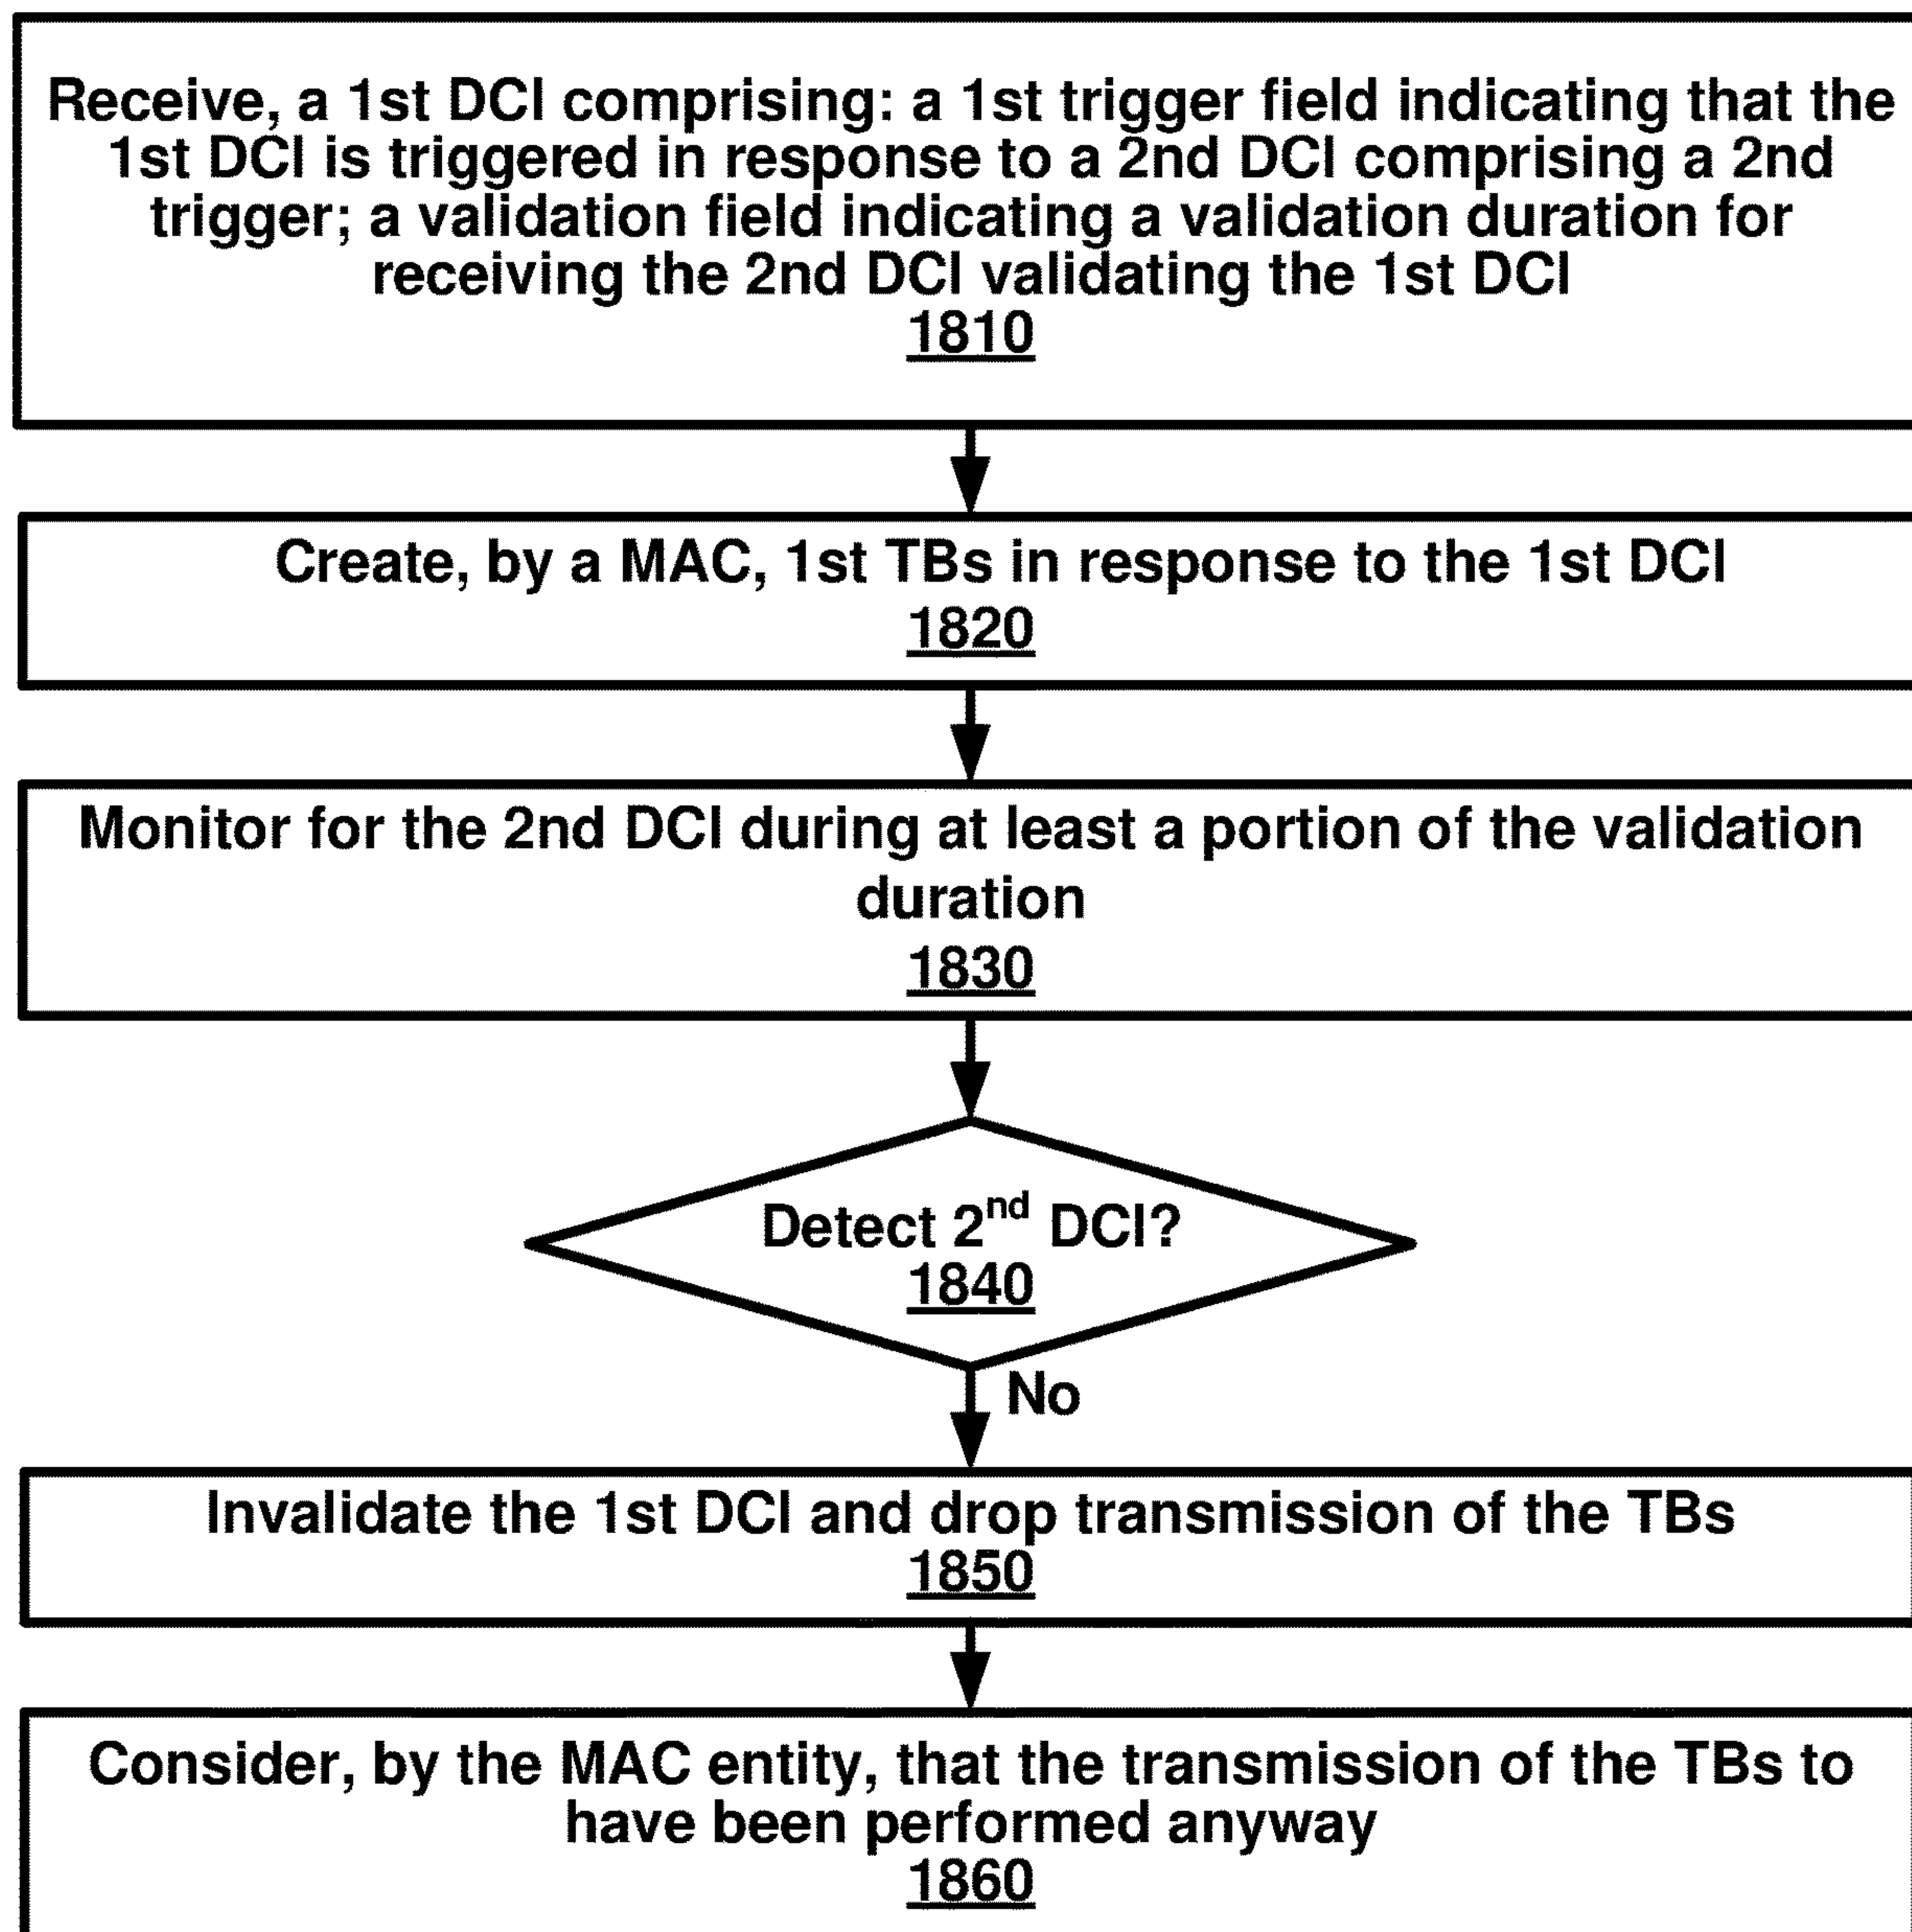 Receive, a 1st DCI comprising: a 1st trigger field indicating that the
1st DCI is triggered in response to a 2nd DCI comprising a 2nd
trigger; a validation field indicating a validation duration for
receiving the 2nd DCI validating the 1st DCI
1810
Create, by a MAC, 1st TBs in response to the 1st DCI
1820
Monitor for the 2nd DCI during at least a portion of the validation
duration
1830
Detect 2nd DCI?
1840
No
Invalidate the 1st DCI and drop transmission of the TBs
1850
Consider, by the MAC entity, that the transmission of the TBs to
have been performed anyway
1860